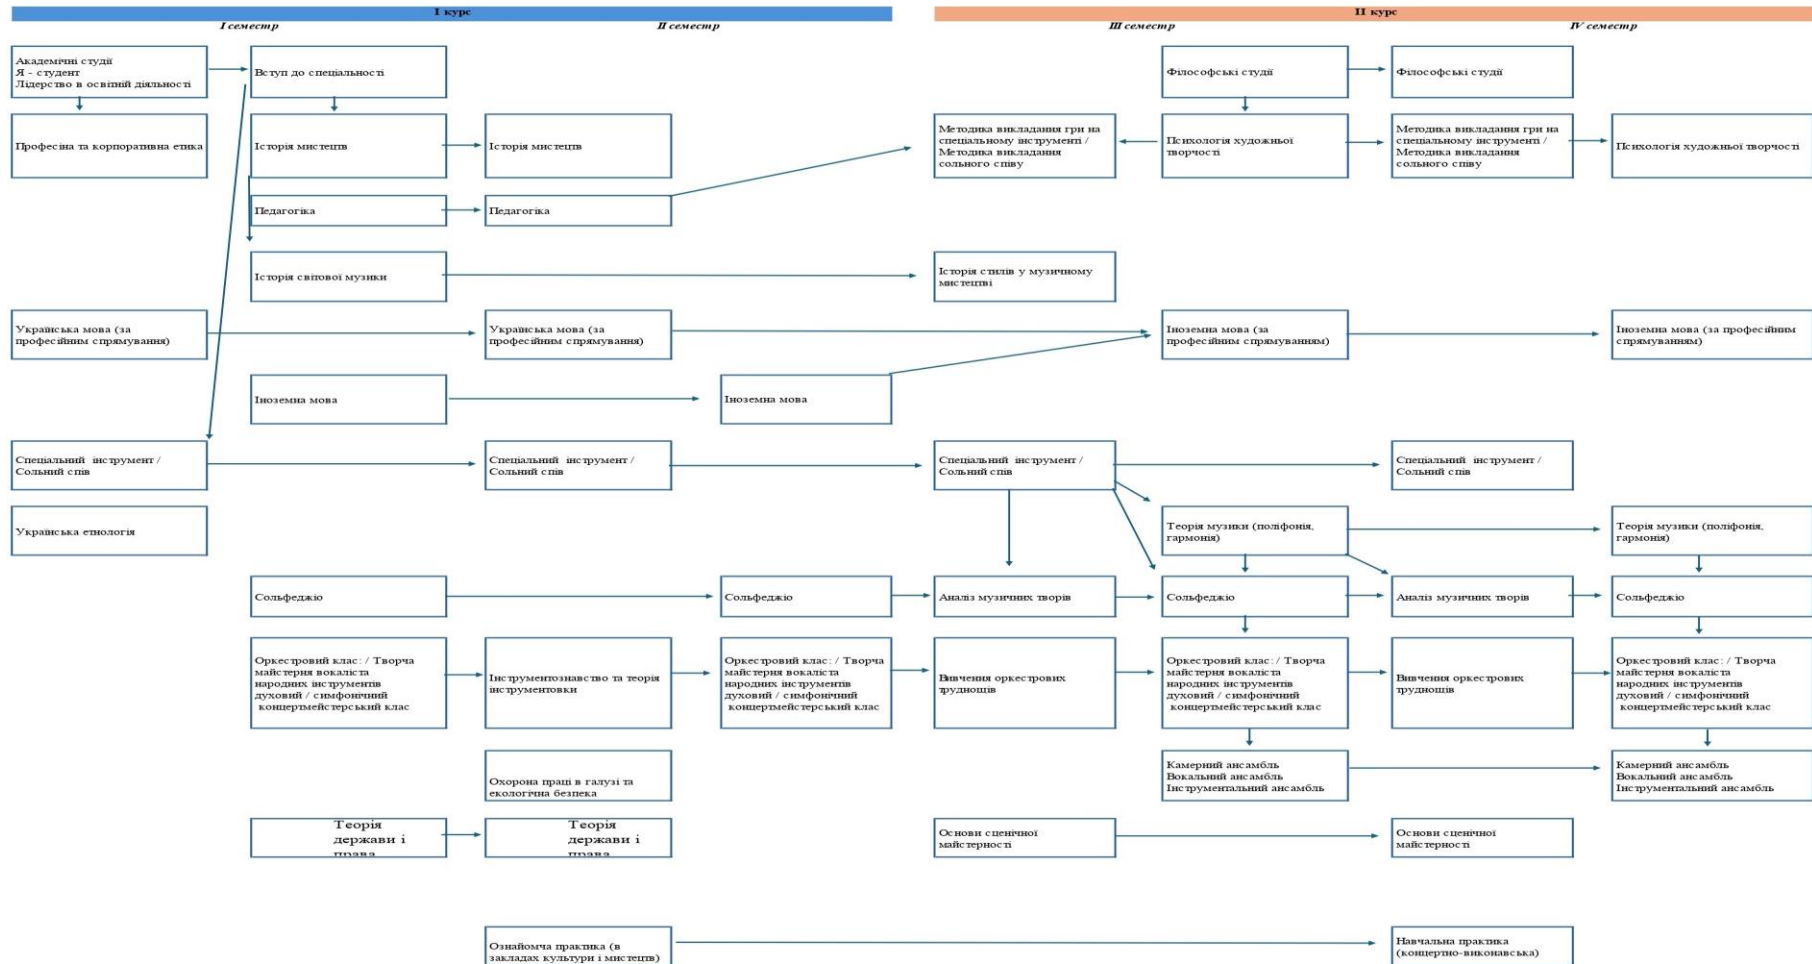 І курс
ІІ курс
І семестр
ІІ семестр
ІІІ семестр
ІV семестр
Академічні студії
Я - студент
Лідерство в освітній діяльності
Вступ до спеціальності
Філософські студії
Філософські студії
Професіна та корпоративна етика
Історія мистецтв
Історія мистецтв
Методика викладання гри на
спеціальному інструменті /
Методика викладання
сольного співу
Психологія художньої
творчості
Методика викладання гри на
спеціальному інструменті /
Методика викладання
сольного співу
Психологія художньої творчості
Педагогіка
Педагогіка
Історія світової музики
Історія стилів у музичному
мистецтві
Українська мова (за
професійним спрямування)
Українська мова (за
професійним спрямування)
Іноземна мова (за
професійним спрямуванням)
Іноземна мова (за професійним
спрямуванням)
Іноземна мова
Іноземна мова
Спеціальний інструмент /
Сольний спів
Спеціальний інструмент /
Сольний спів
Спеціальний інструмент /
Сольний спів
Спеціальний інструмент /
Сольний спів
Українська етнологія
Теорія музики (поліфонія,
гармонія)
Теорія музики (поліфонія,
гармонія)
Сольфеджіо
Сольфеджіо
Аналіз музичних творів
Сольфеджіо
Аналіз музичних творів
Сольфеджіо
Оркестровий клас: / Творча
майстерня вокаліста
народних інструментів
духовий / симфонічний
концертмейстерський клас
Інструментознавство та теорія
інструментовки
Оркестровий клас: / Творча
майстерня вокаліста
народних інструментів
духовий / симфонічний
концертмейстерський клас
Вивчення оркестрових
труднощів
Оркестровий клас: / Творча
майстерня вокаліста
народних інструментів
духовий / симфонічний
концертмейстерський клас
Вивчення оркестрових
труднощів
Оркестровий клас: / Творча
майстерня вокаліста
народних інструментів
духовий / симфонічний
концертмейстерський клас
Охорона праці в галузі та
екологічна безпека
Камерний ансамбль
Вокальний ансамбль
Інструментальний ансамбль
Камерний ансамбль
Вокальний ансамбль
Інструментальний ансамбль
Теорія
держави і
права
Теорія
держави і
права
Основи сценічної
майстерності
Основи сценічної
майстерності
Ознайомча практика (в
закладах культури і мистецтв)
Навчальна практика
(концертно-виконавська)